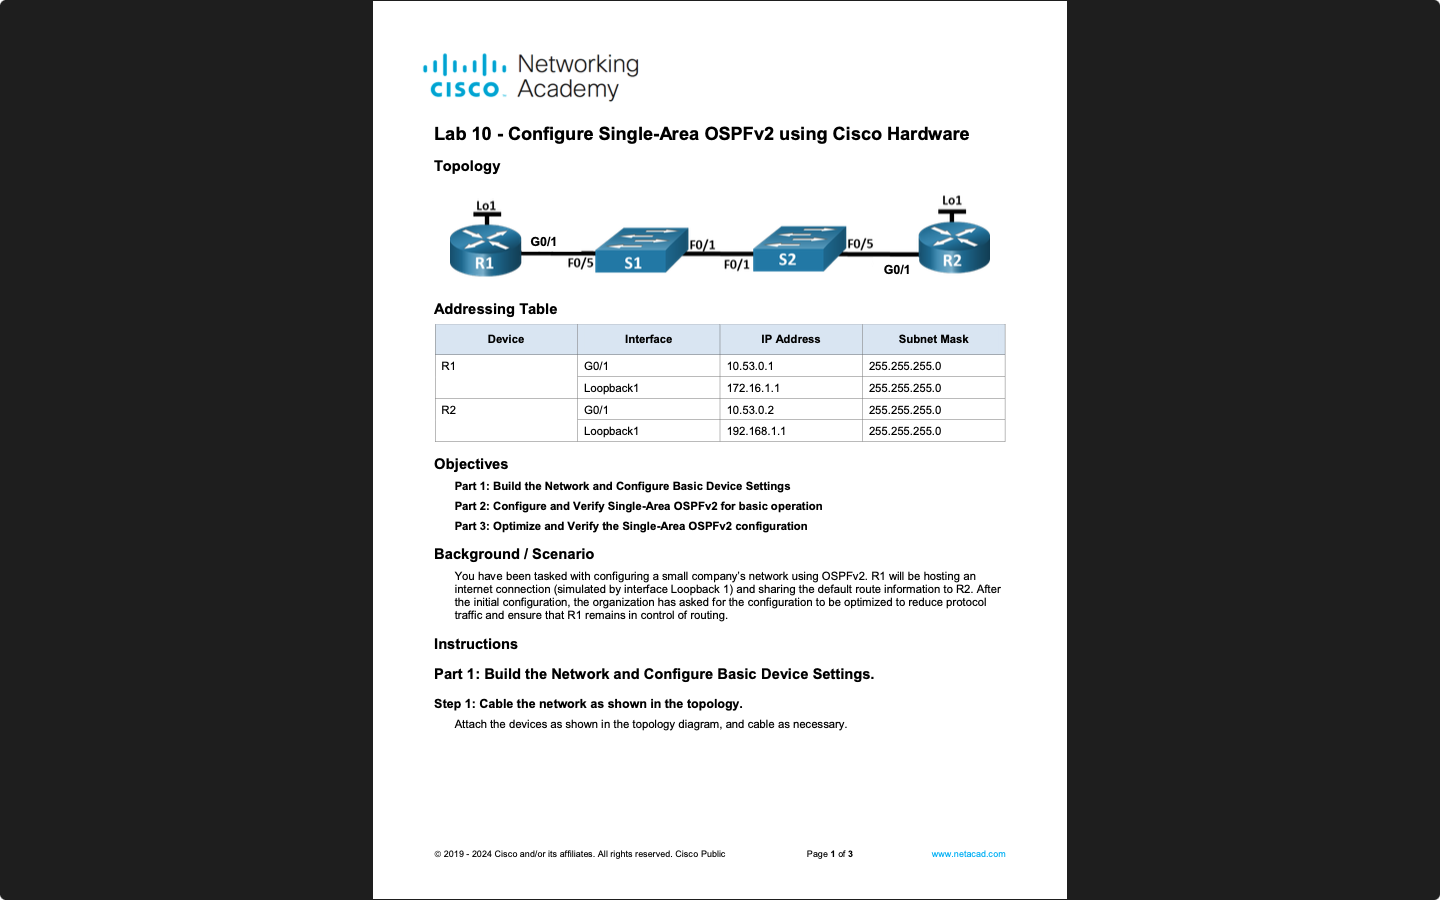 Networking
CISCO Academy
Lab 10 - Configure Single-Area OSPFv2 using Cisco Hardware
Topology
Lo1
Lo1
G0/1
F0/1
F0/5
R1
F0/5
S1
F0/1
S2
G0/1
R2
Addressing Table
Device Interface IP Address Subnet Mask
R1 G0/1 10.53.0.1 255.255.255.0
Loopback1 172.16.1.1 255.255.255.0
R2 G0/1 10.53.0.2 255.255.255.0
Loopback1 192.168.1.1 255.255.255.0
Objectives
Part 1: Build the Network and Configure Basic Device Settings
Part 2: Configure and Verify Single-Area OSPFv2 for basic operation
Part 3: Optimize and Verify the Single-Area OSPFv2 configuration
Background / Scenario
You have been tasked with configuring a small company's network using OSPFv2. R1 will be hosting an
internet connection (simulated by interface Loopback 1) and sharing the default route information to R2. After
the initial configuration, the organization has asked for the configuration to be optimized to reduce protocol
traffic and ensure that R1 remains in control of routing.
Instructions
Part 1: Build the Network and Configure Basic Device Settings.
Step 1: Cable the network as shown in the topology.
Attach the devices as shown in the topology diagram, and cable as necessary.
© 2019 - 2024 Cisco and/or its affiliates. All rights reserved. Cisco Public Page 1 of 3 www.netacad.com